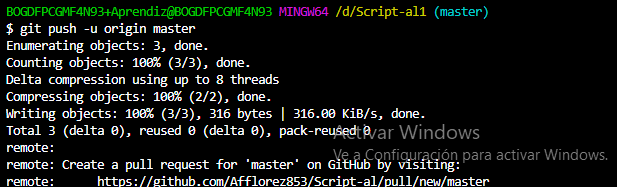 BOGDFPCGMF4N93+Aprendiz@BOGDFPCGMF4N93 MINGW64 /d/Script-al1 (master)
$ git push -u origin master
Enumerating objects: 3, done.
Counting objects: 100% (3/3), done.
Delta compression using up to 8 threads
Compressing objects: 100% (2/2), done.
Writing objects: 100% (3/3), 316 bytes | 316.00 KiB/s, done.
Total 3 (delta 0), reused 0 (delta 0), pack-reused 0
Activar Windows
remote:
Ve a Configuración para activar Windows.
remote: Create a pull request for 'master' on GitHub by visiting:
remote:      https://github.com/Afflorez853/Script-al/pull/new/master